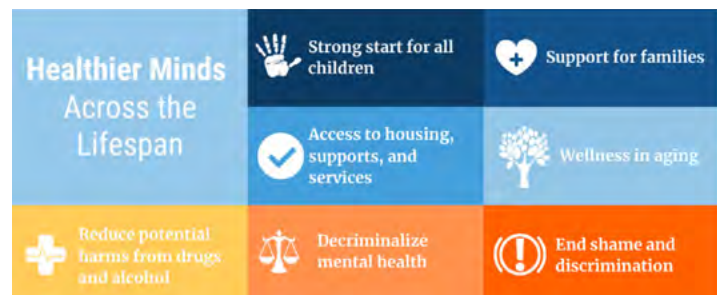 Healthier Minds
Across the
Lifespan
Strong start for all
children
Support for families
Access to housing,
supports, and
services
Wellness in aging
Reduce potential
harms from drugs
and alcohol
Decriminalize
mental health
End shame and
discrimination